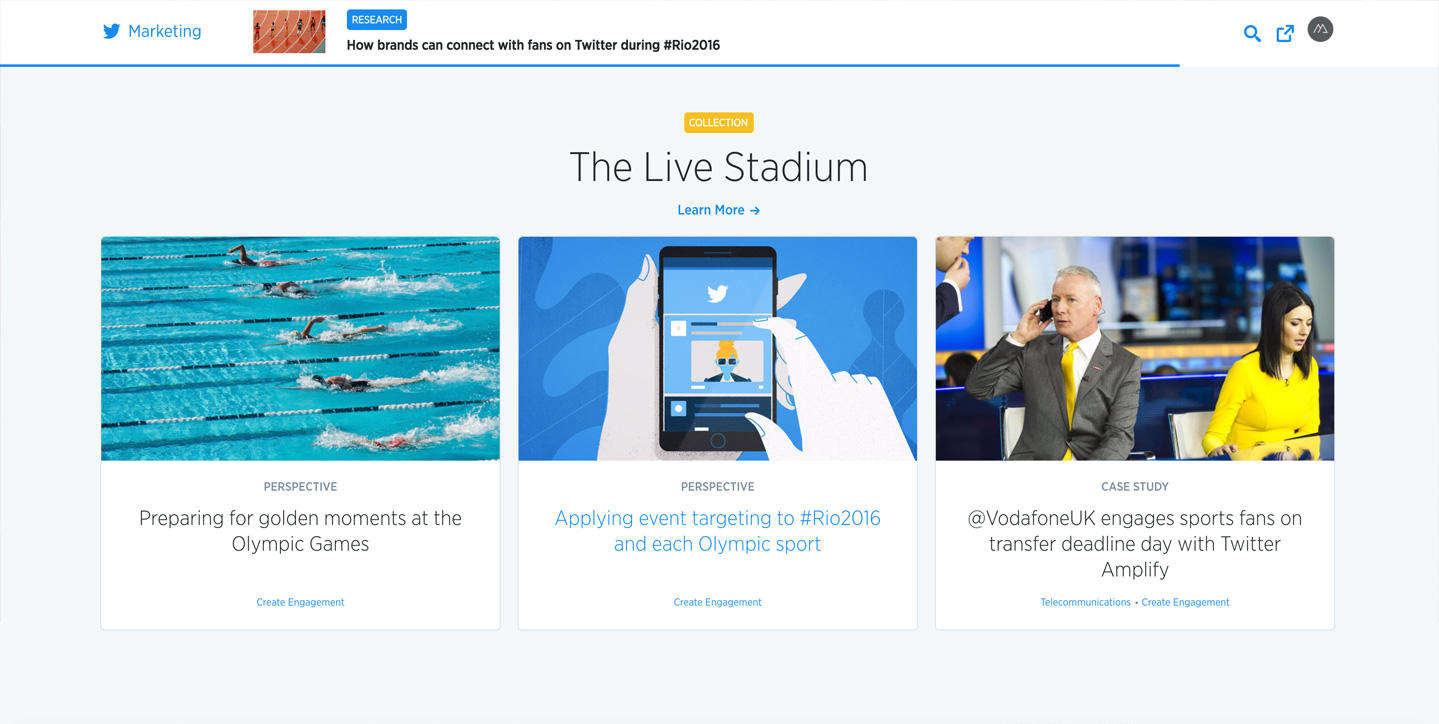 Marketing
RESEARCH
How brands can connect with fans on Twitter during #Rio2016
COLLECTION
The Live Stadium
Learn More →
PERSPECTIVE
Preparing for golden moments at the
Olympic Games
Create Engagement
PERSPECTIVE
Applying event targeting to #Rio2016
and each Olympic sport
Create Engagement
CASE STUDY
@VodafoneUK engages sports fans on
transfer deadline day with Twitter
Amplify
Telecommunications • Create Engagement